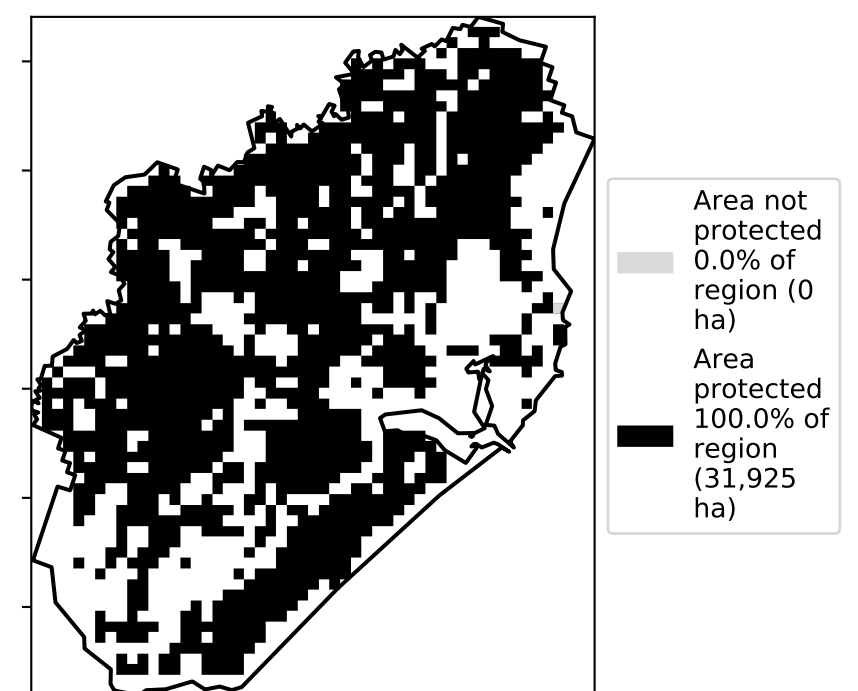 Area not
protected
0.0% of
region (0
ha)
Area
protected
100.0% of
region
(31,925
ha)